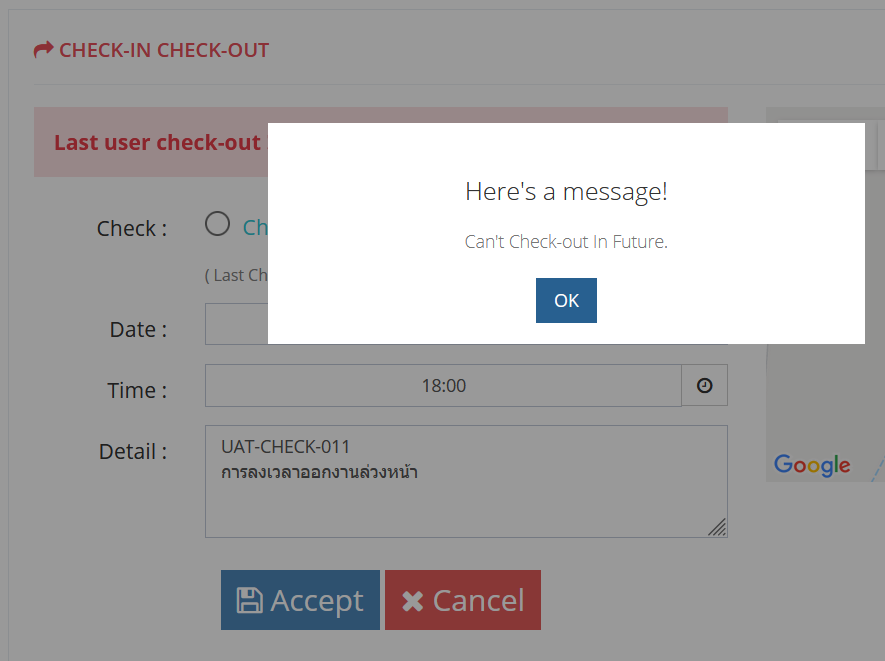 CHECK-IN CHECK-OUT
Last user check-out
Here's a message!
Can't Check-out In Future.
OK
Check :
Ch
( Last Ch
Date :
Time :
18:00
Detail :
UAT-CHECK-011
การลงเวลาออกงานล่วงหน้า
Accept
Cancel
Google